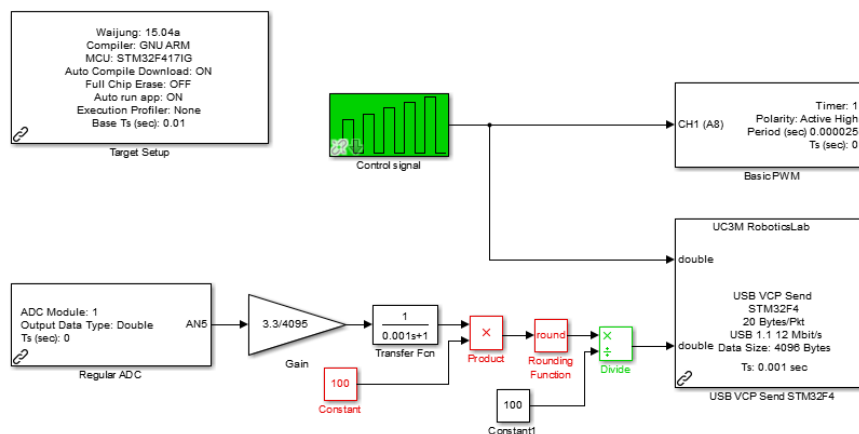 Waijung: 15.04a
Compiler: GNU ARM
MCU: STM32F417IG
Auto Compile Download: ON
Full Chip Erase: OFF
Auto run app: ON
Execution Profiler: None
Base Ts (sec): 0.01
Target Setup
Control signal
Timer: 1
CH1 (A8)
Polarity: Active High
Period (sec) 0.000025
Ts (sec): 0
Basic PWM
UC3M RoboticsLab
double
USB VCP Send
STM32F4
20 Bytes/Pkt
USB 1.1 12 Mbit/s
double
Data Size: 4096 Bytes
Ts: 0.001 sec
USB VCP Send STM32F4
ADC Module: 1
Output Data Type: Double
Ts (sec): 0
AN5
Regular ADC
3.3/4095
Gain
1
0.001s+1
Transfer Fcn
×
Product
round
Rounding
Function
×
÷
Divide
100
Constant
100
Constant1